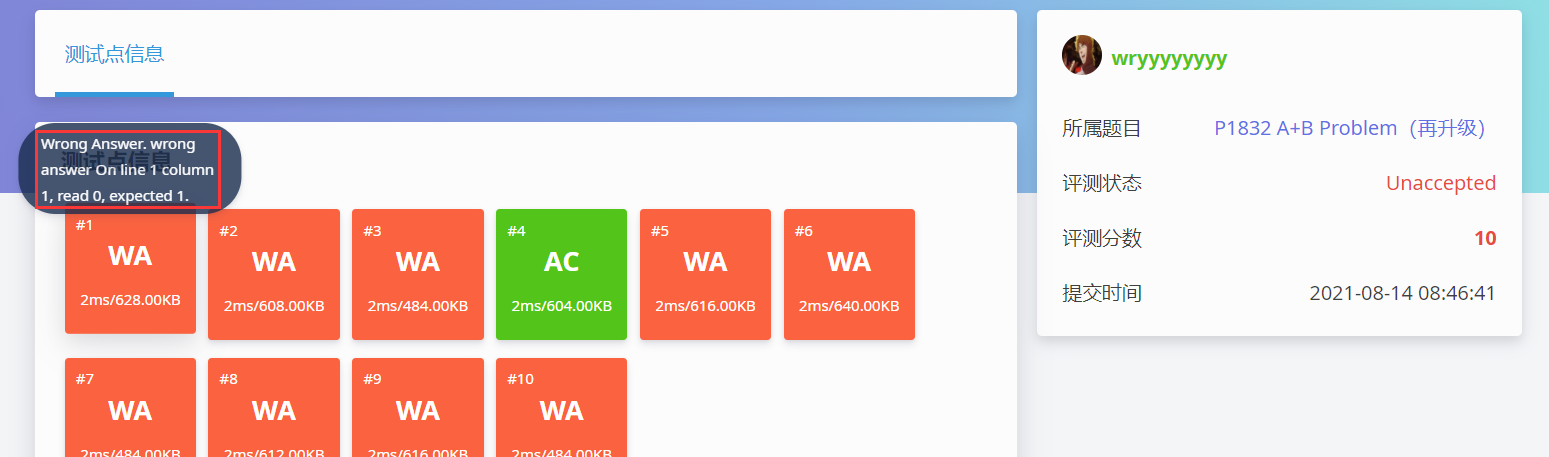 测试点信息
Wrong Answer. wrong
测试点信息
answer On line 1 column
1, read 0, expected 1.
#1
WA
2ms/628.00KB
#2
WA
2ms/608.00KB
#3
WA
2ms/484.00KB
#4
AC
2ms/604.00KB
#5
WA
2ms/616.00KB
#6
WA
2ms/640.00KB
#7
WA
2ms/484.00KB
#8
WA
2ms/612.00KB
#9
WA
2ms/616.00KB
#10
WA
2ms/484.00KB
wryyyyyyyy
所属题目 P1832 A+B Problem（再升级）
评测状态 Unaccepted
评测分数 10
提交时间 2021-08-14 08:46:41